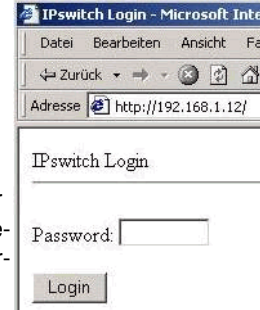 IPswitch Login - Microsoft Inte
Datei Bearbeiten Ansicht Fa
Zurück
Adresse http://192.168.1.12/
IPswitch Login
Password:
Login